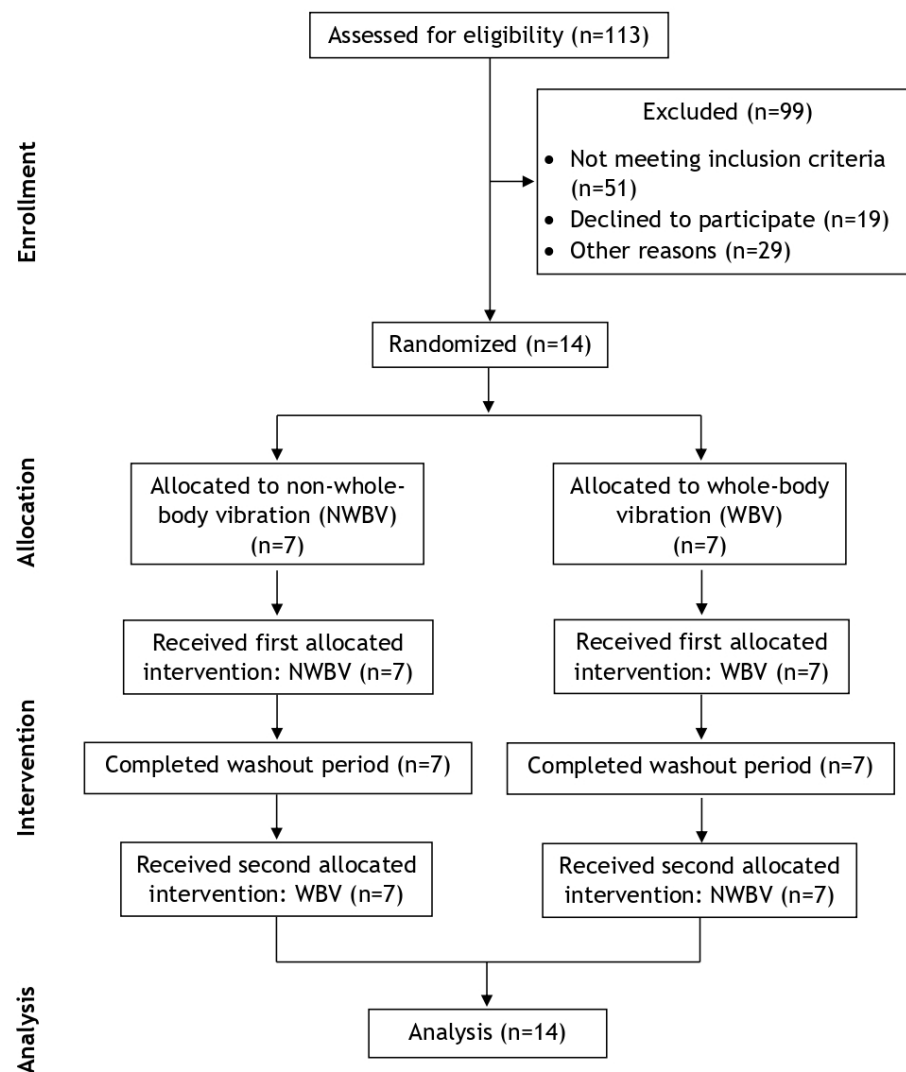 Assessed for eligibility (n=113)
Enrollment
Excluded (n=99)
• Not meeting inclusion criteria
(n=51)
• Declined to participate (n=19)
• Other reasons (n=29)
Randomized (n=14)
Allocation
Allocated to non-whole-
body vibration (NWBV)
(n=7)
Allocated to whole-body
vibration (WBV)
(n=7)
Intervention
Received first allocated
intervention: NWBV (n=7)
Received first allocated
intervention: WBV (n=7)
Completed washout period (n=7)
Completed washout period (n=7)
Received second allocated
intervention: WBV (n=7)
Received second allocated
intervention: NWBV (n=7)
Analysis
Analysis (n=14)